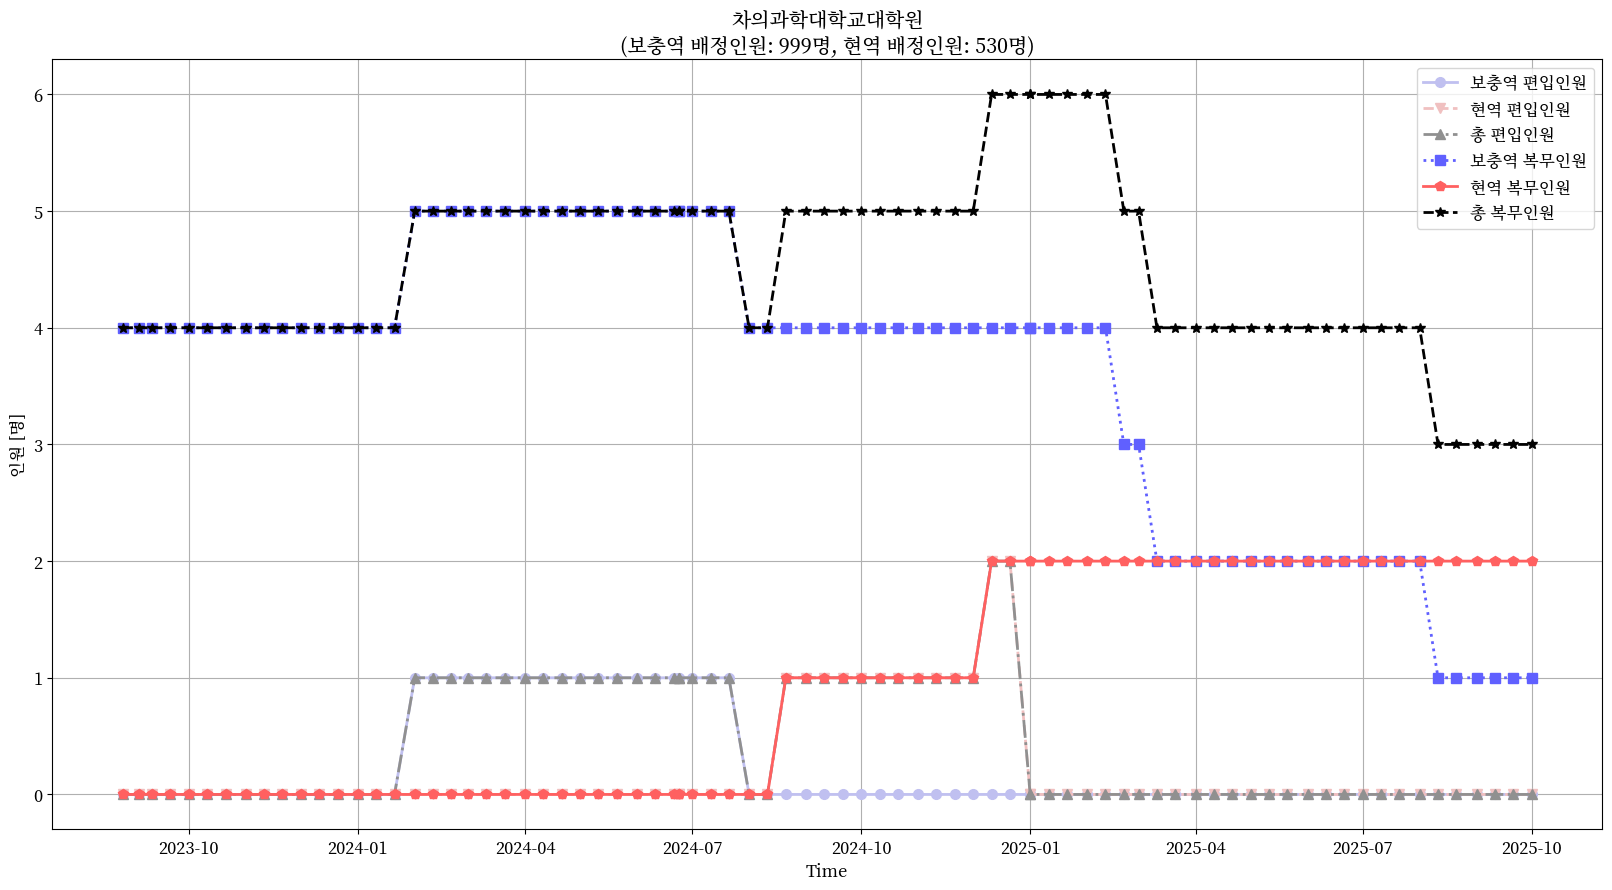 차의과학대학교대학원
(보충역 배정인원: 999명, 현역 배정인원: 530명)
보충역 편입인원
현역 편입인원
총 편입인원
보충역 복무인원
현역 복무인원
총 복무인원
인원 [명]
6
5
4
3
2
1
0
2023-10
2024-01
2024-04
2024-07
2024-10
2025-01
2025-04
2025-07
2025-10
Time